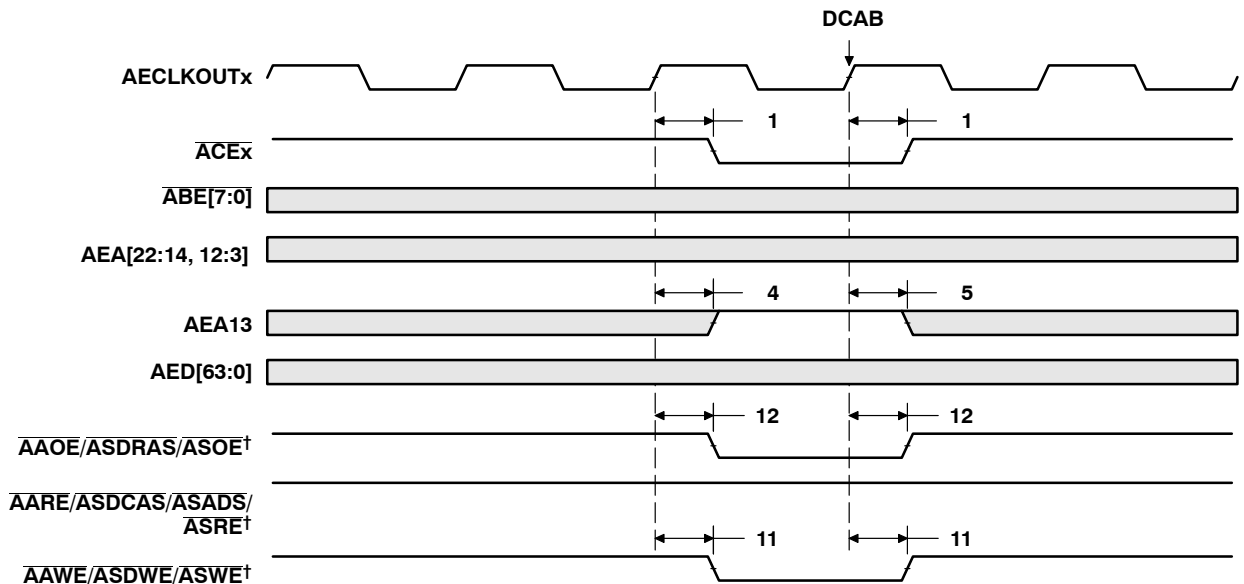 DCAB
AECLKOUTx
1 1
ACEx
ABE[7:0]
AEA[22:14, 12:3]
4 5
AEA13
AED[63:0]
12 12
AAOE/ASDRAS/ASOE†
AARE/ASDCAS/ASADS/
ASRE†
11 11
AAWE/ASDWE/ASWE†